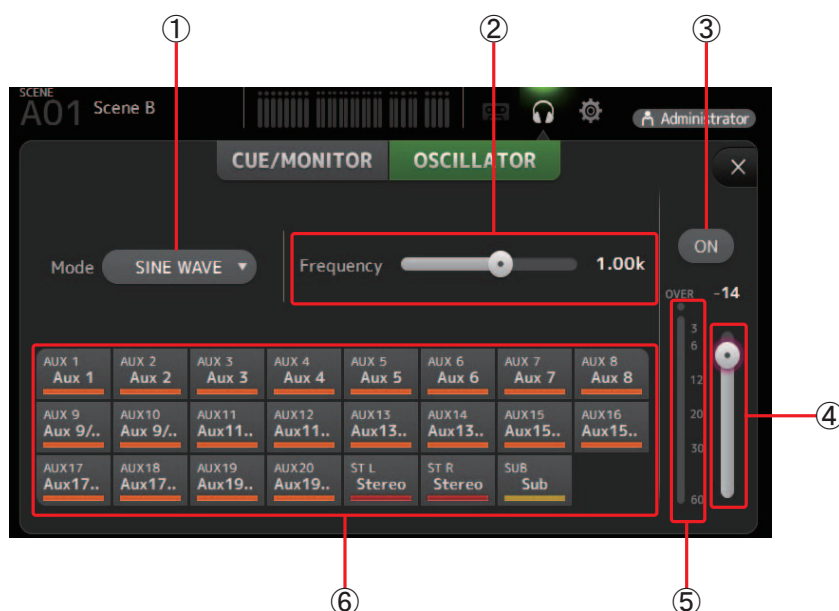 ① ② ③
SCENE
A01 Scene B
Administrator
CUE/MONITOR OSCILLATOR
Mode SINE WAVE Frequency 1.00k ON
OVER -14
3
6
12
20
30
60
④
AUX 1 AUX 2 AUX 3 AUX 4 AUX 5 AUX 6 AUX 7 AUX 8
Aux 1 Aux 2 Aux 3 Aux 4 Aux 5 Aux 6 Aux 7 Aux 8
AUX 9 AUX10 AUX11 AUX12 AUX13 AUX14 AUX15 AUX16
Aux 9/.. Aux 9/.. Aux11.. Aux11.. Aux13.. Aux13.. Aux15.. Aux15..
AUX17 AUX18 AUX19 AUX20 ST L ST R SUB
Aux17.. Aux17.. Aux19.. Aux19.. Stereo Stereo Sub
⑥ ⑤